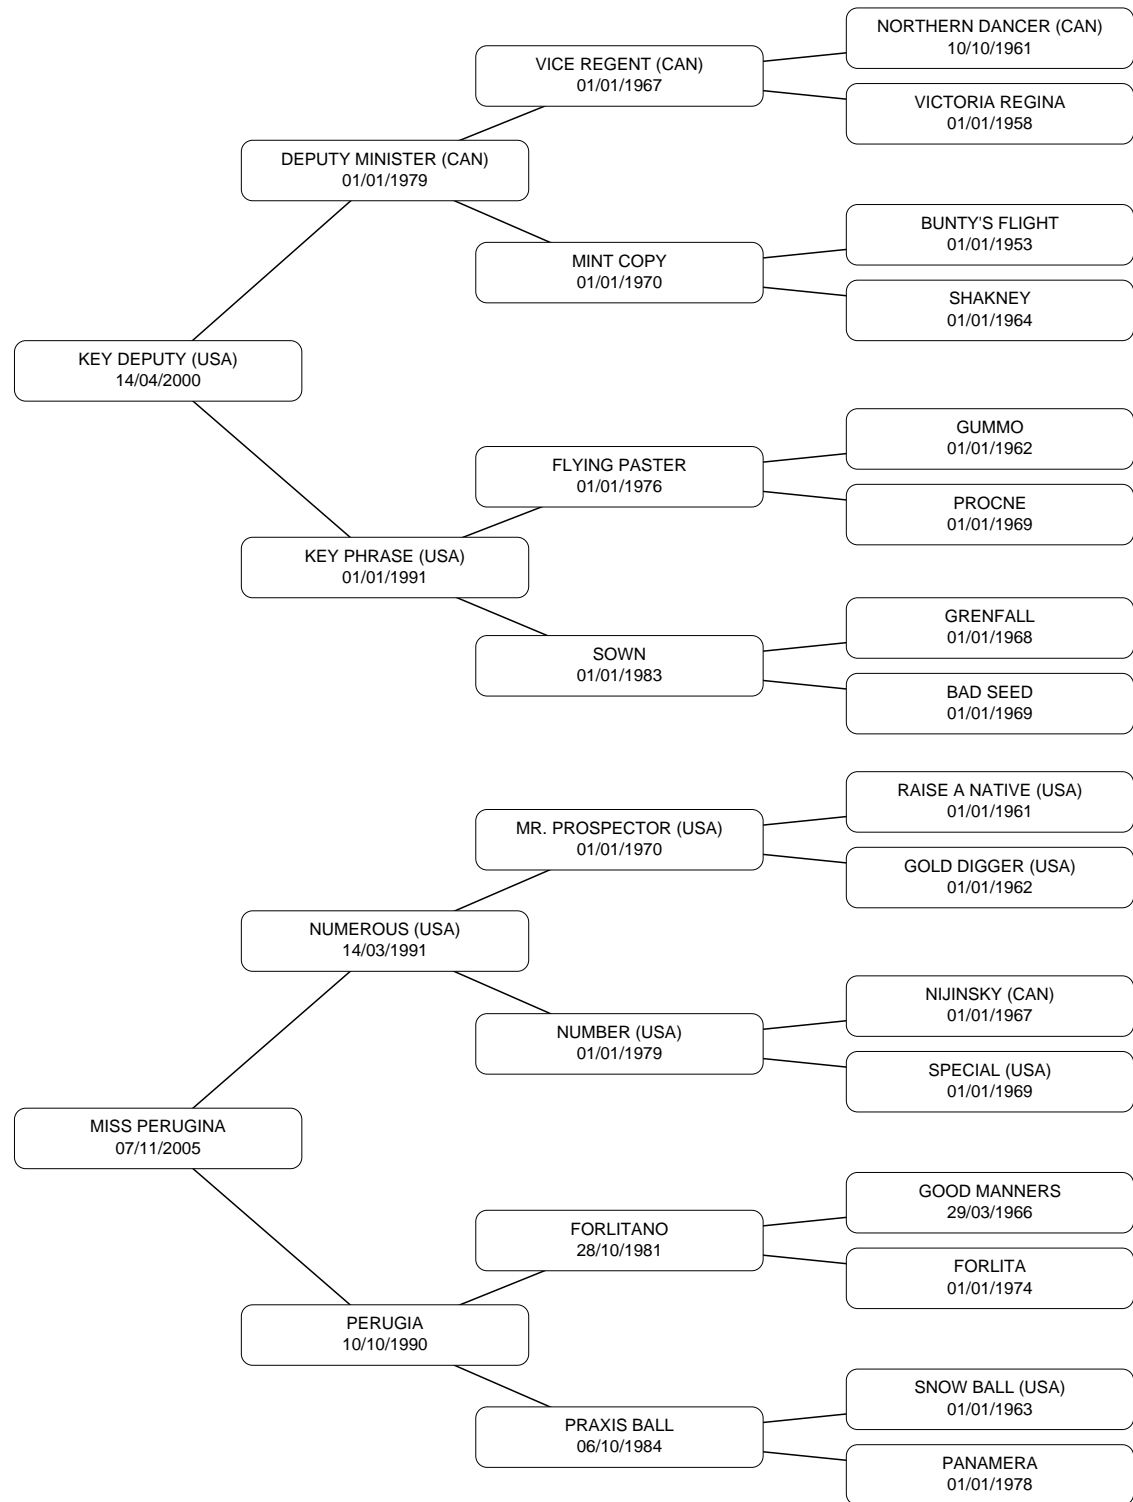 NORTHERN DANCER (CAN)
10/10/1961
VICE REGENT (CAN)
01/01/1967
VICTORIA REGINA
01/01/1958
DEPUTY MINISTER (CAN)
01/01/1979
BUNTY'S FLIGHT
01/01/1953
MINT COPY
01/01/1970
SHAKNEY
01/01/1964
KEY DEPUTY (USA)
14/04/2000
GUMMO
01/01/1962
FLYING PASTER
01/01/1976
PROCNE
01/01/1969
KEY PHRASE (USA)
01/01/1991
GRENFALL
01/01/1968
SOWN
01/01/1983
BAD SEED
01/01/1969
RAISE A NATIVE (USA)
01/01/1961
MR. PROSPECTOR (USA)
01/01/1970
GOLD DIGGER (USA)
01/01/1962
NUMEROUS (USA)
14/03/1991
NIJINSKY (CAN)
01/01/1967
NUMBER (USA)
01/01/1979
SPECIAL (USA)
01/01/1969
MISS PERUGINA
07/11/2005
GOOD MANNERS
29/03/1966
FORLITANO
28/10/1981
FORLITA
01/01/1974
PERUGIA
10/10/1990
SNOW BALL (USA)
01/01/1963
PRAXIS BALL
06/10/1984
PANAMERA
01/01/1978